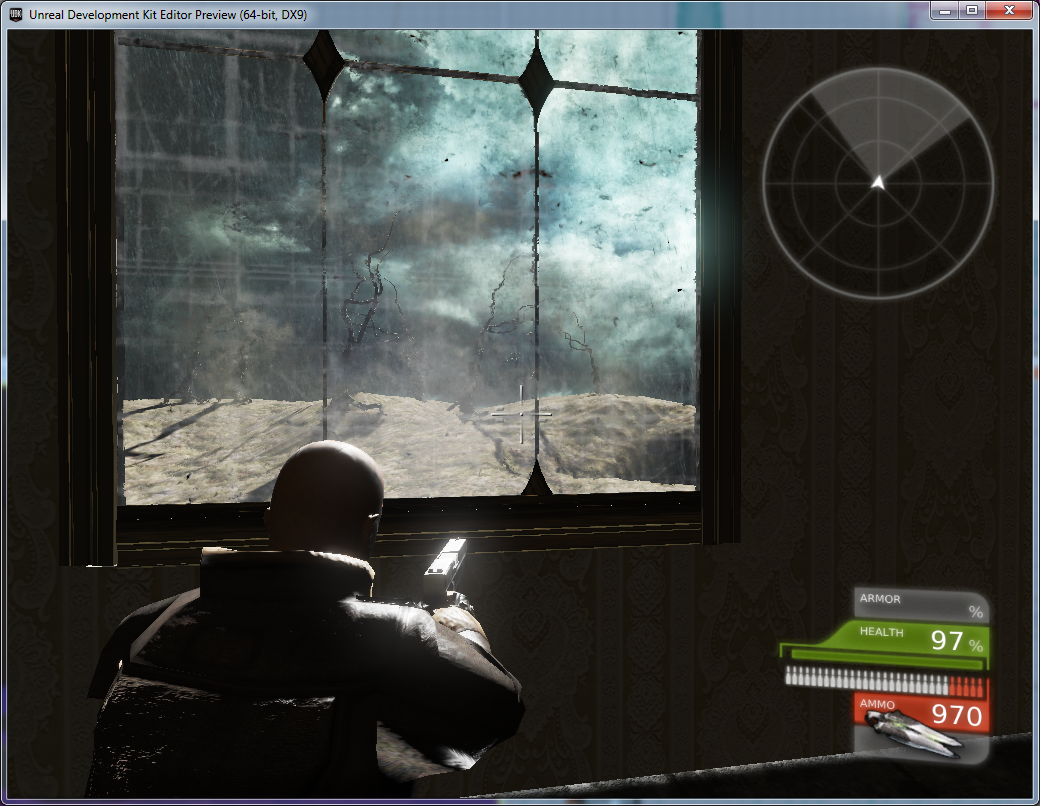 Unreal Development Kit Editor Preview (64-bit, DX9)
ARMOR
%
HEALTH 97 %
AMMO 970